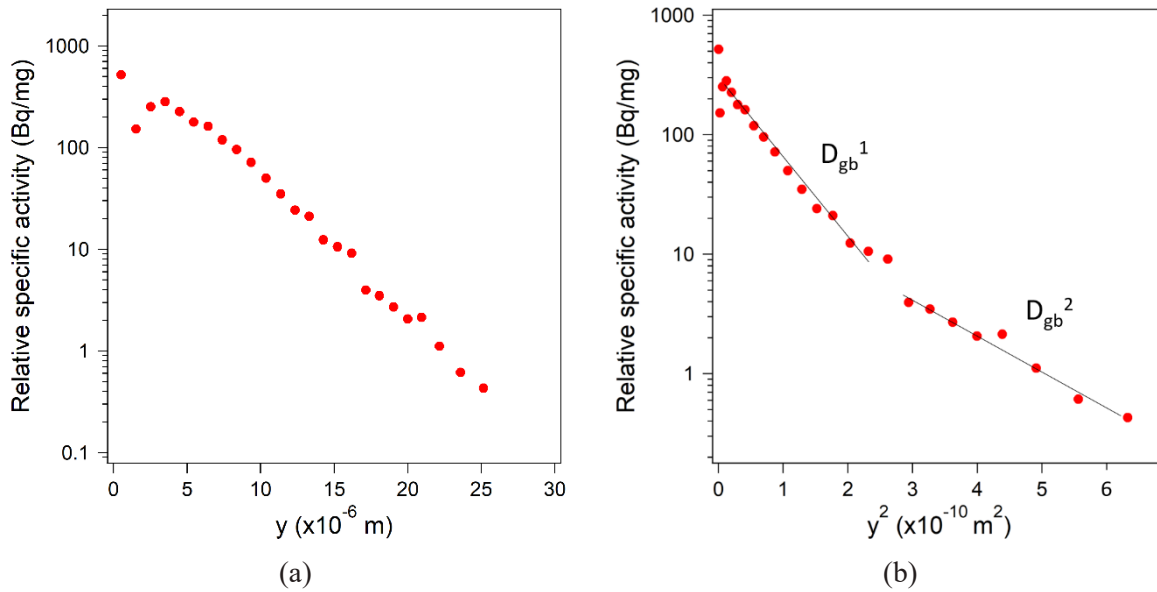 Relative specific activity (Bq/mg)
1000
100
10
1
0.1
0
5
10
15
20
25
30
y (x10⁻⁶ m)
(a)
Relative specific activity (Bq/mg)
1000
100
10
1
D_gb¹
D_gb²
0
1
2
3
4
5
6
y² (x10⁻¹⁰ m²)
(b)